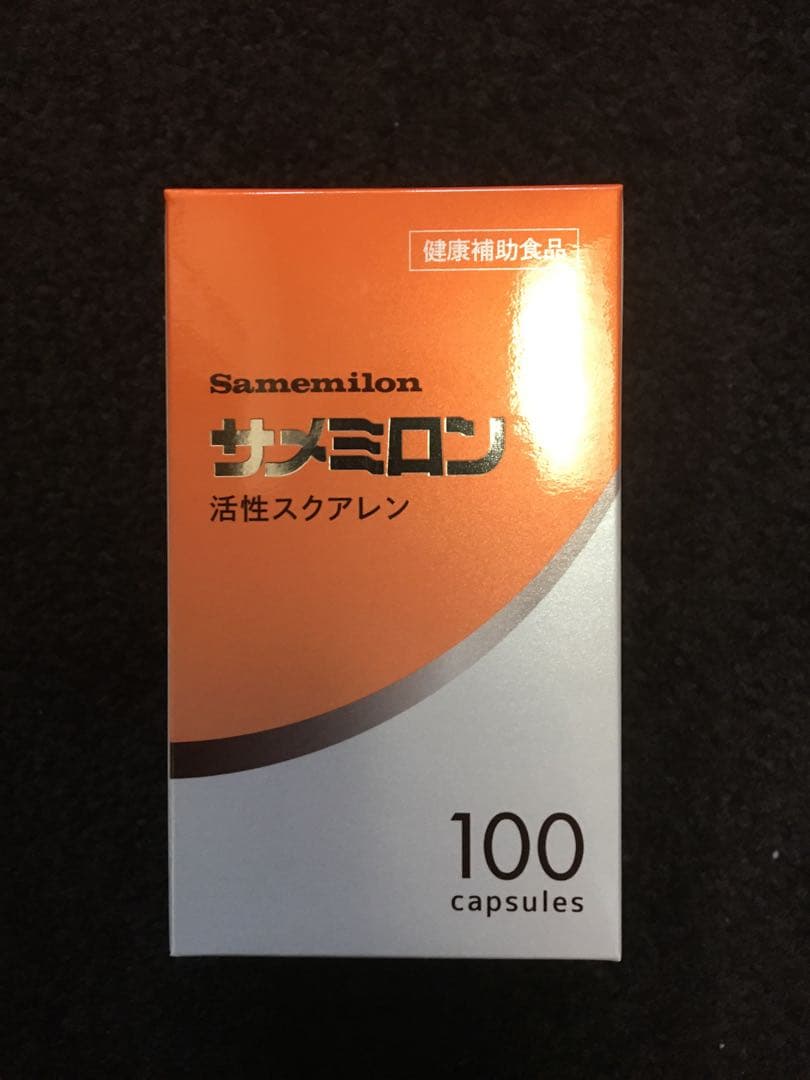 健康補助食品
Samemilon
サメミロン
活性スクアレン
100
capsules